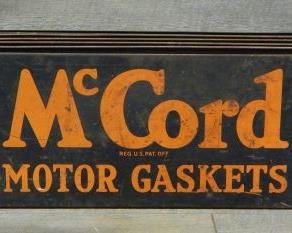 McCord
REG. U.S. PAT. OFF.
MOTOR GASKETS